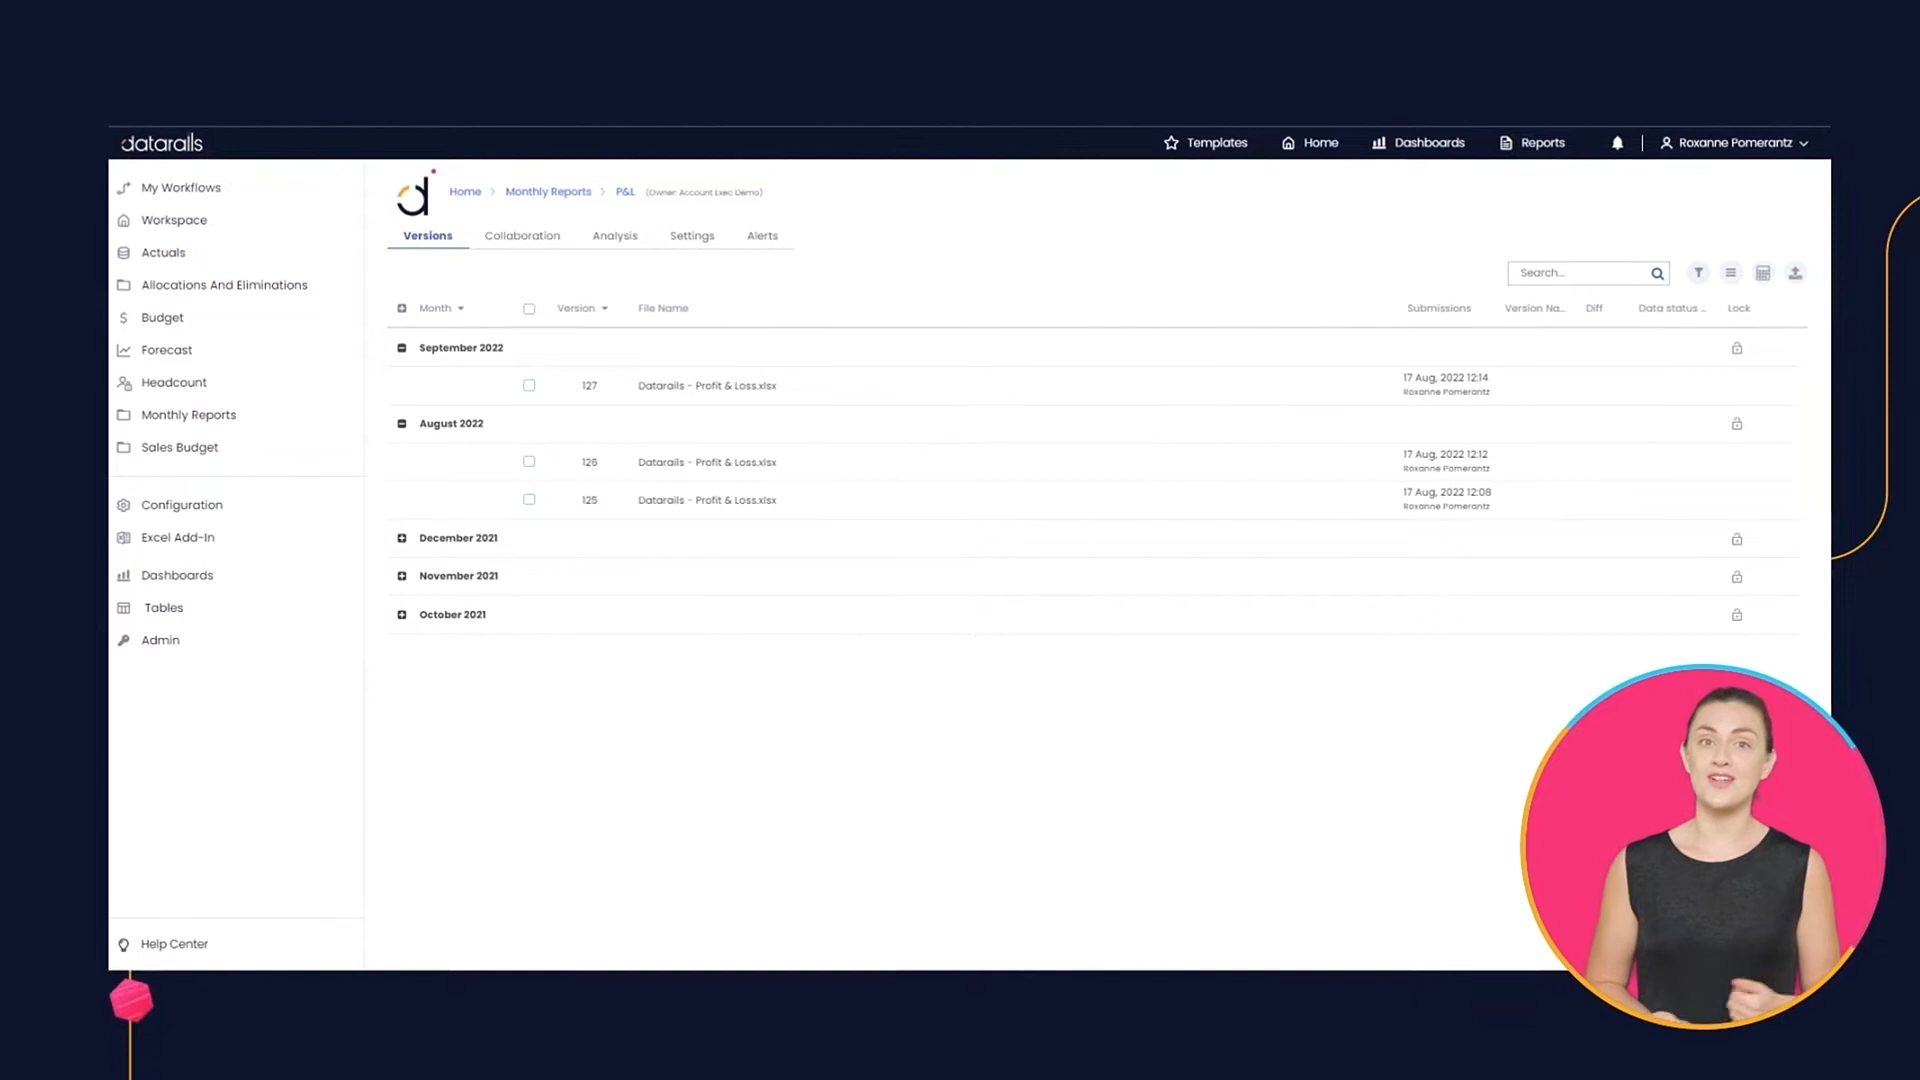 datarails
Templates Home Dashboards Reports Roxanne Pomerantz
My Workflows
Workspace
Actuals
Allocations And Eliminations
Budget
Forecast
Headcount
Monthly Reports
Sales Budget
Configuration
Excel Add-In
Dashboards
Tables
Admin
Help Center
Home > Monthly Reports > P&L (Owner: Account Exec Demo)
Versions Collaboration Analysis Settings Alerts
Search...
Month Version File Name Submissions Version Na... Diff Data status ... Lock
September 2022
127 Datarails - Profit & Loss.xlsx 17 Aug, 2022 12:14
Roxanne Pomerantz
August 2022
126 Datarails - Profit & Loss.xlsx 17 Aug, 2022 12:12
Roxanne Pomerantz
125 Datarails - Profit & Loss.xlsx 17 Aug, 2022 12:08
Roxanne Pomerantz
December 2021
November 2021
October 2021